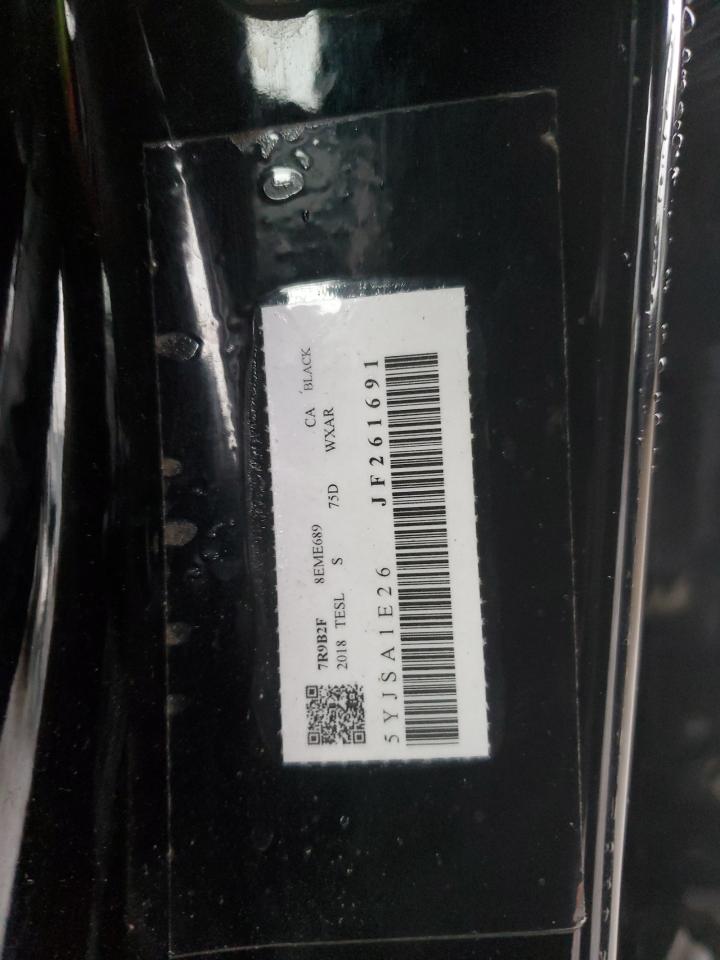 7R9B2F 8EME689 CA BLACK
2018 TESL S 75D WXAR
5YJSA1E26 JF261691